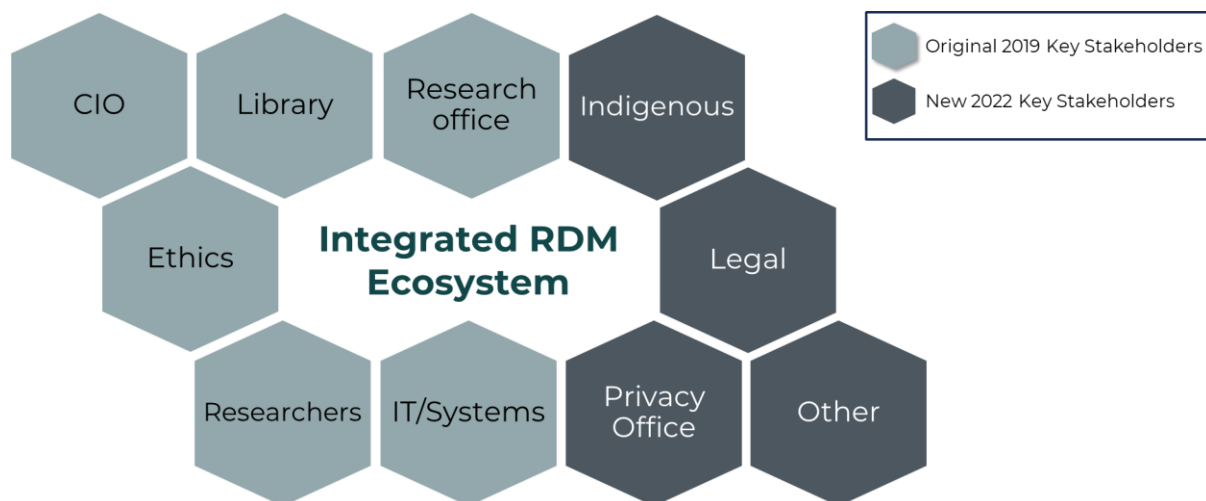 CIO
Library
Research
office
Indigenous
Original 2019 Key Stakeholders
New 2022 Key Stakeholders
Ethics
Integrated RDM
Ecosystem
Legal
Researchers
IT/Systems
Privacy
Office
Other